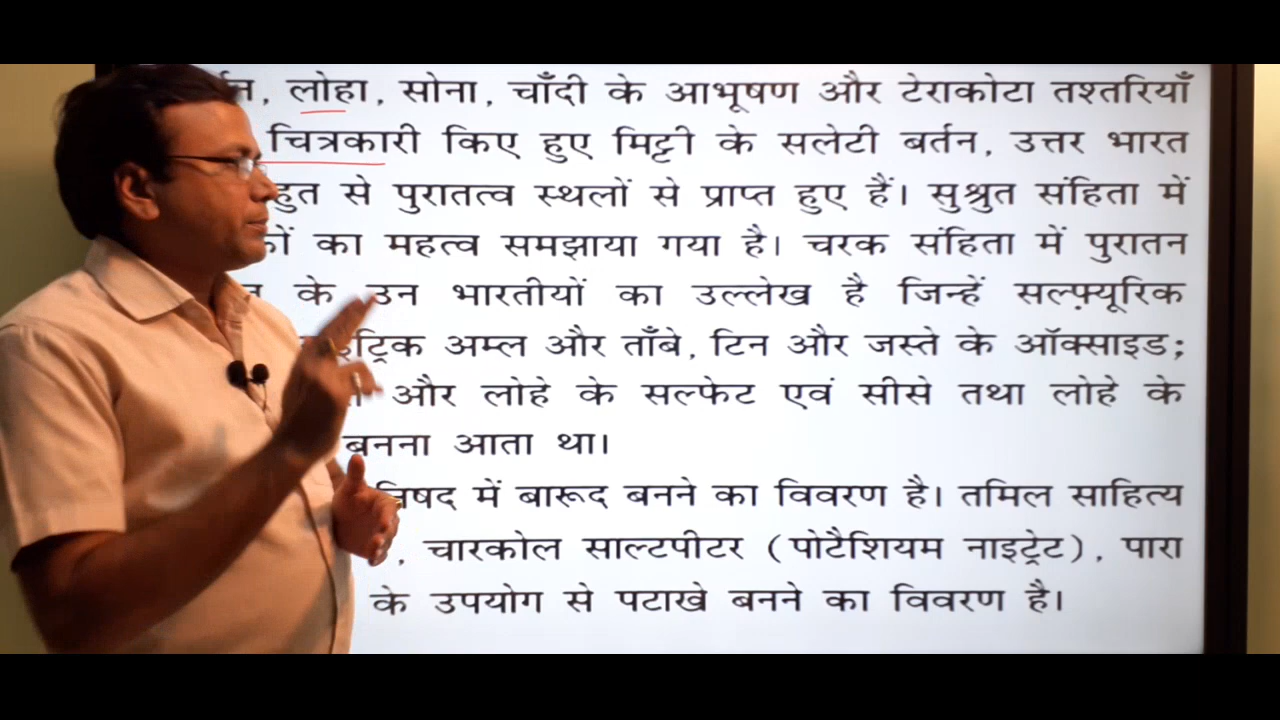 लोहा, सोना, चाँदी के आभूषण और टेराकोटा तश्तरियाँ
चित्रकारी किए हुए मिट्टी के सलेटी बर्तन, उत्तर भारत
से पुरातत्व स्थलों से प्राप्त हुए हैं। सुश्रुत संहिता में
का महत्व समझाया गया है। चरक संहिता में पुरातन
के उन भारतीयों का उल्लेख है जिन्हें सल्फ़्यूरिक
अम्ल और ताँबे, टिन और जस्ते के ऑक्साइड;
और लोहे के सल्फेट एवं सीसे तथा लोहे के
बनना आता था।
में बारूद बनने का विवरण है। तमिल साहित्य
, चारकोल साल्टपीटर (पोटैशियम नाइट्रेट), पारा
के उपयोग से पटाखे बनने का विवरण है।